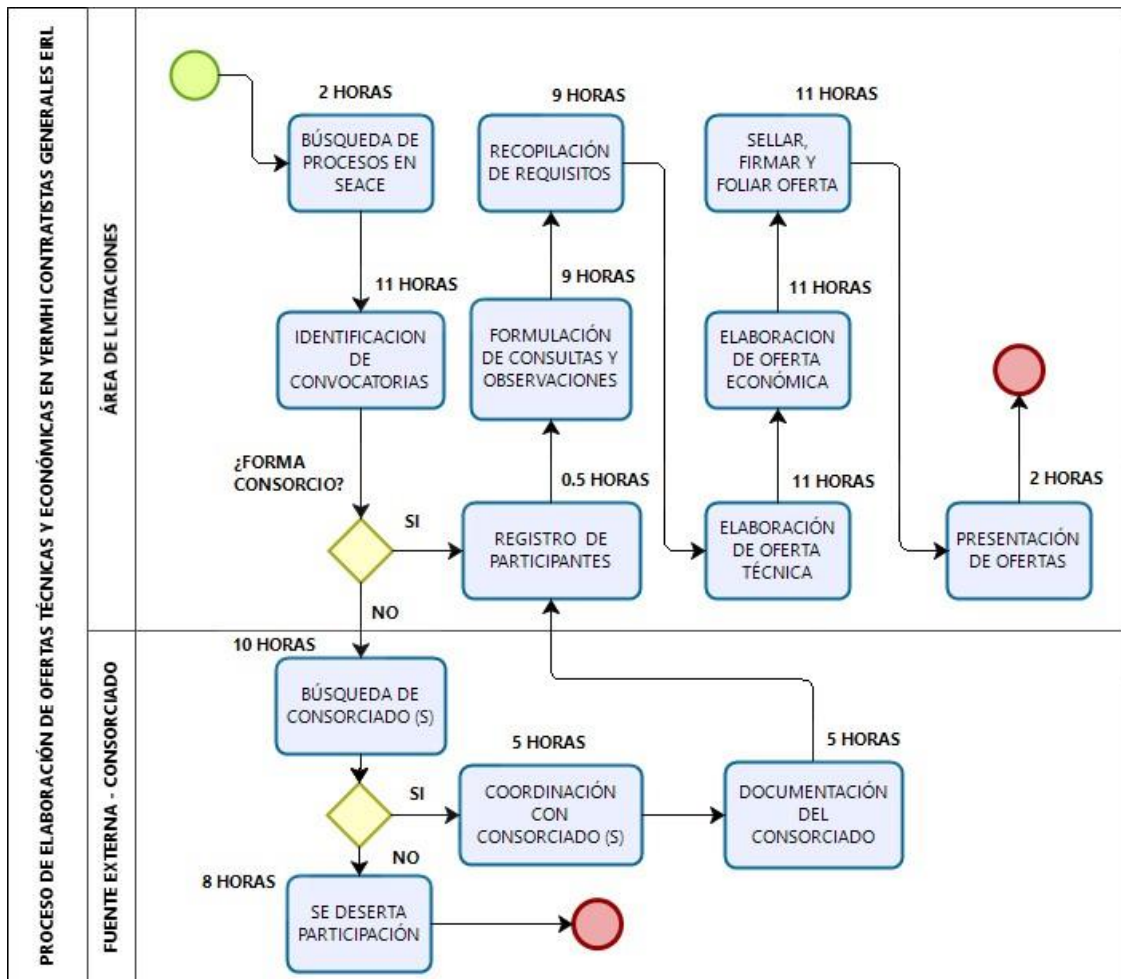 PROCESO DE ELABORACIÓN DE OFERTAS TÉCNICAS Y ECONÓMICAS EN YERMHI CONTRATISTAS GENERALES EIRL
ÁREA DE LICITACIONES
2 HORAS
BÚSQUEDA DE
PROCESOS EN
SEACE
11 HORAS
IDENTIFICACION
DE
CONVOCATORIAS
¿FORMA
CONSORCIO?
SI
NO
9 HORAS
RECOPILACIÓN
DE REQUISITOS
9 HORAS
FORMULACIÓN
DE CONSULTAS Y
OBSERVACIONES
0.5 HORAS
REGISTRO DE
PARTICIPANTES
11 HORAS
SELLAR,
FIRMAR Y
FOLIAR OFERTA
11 HORAS
ELABORACION
DE OFERTA
ECONÓMICA
11 HORAS
ELABORACIÓN
DE OFERTA
TÉCNICA
2 HORAS
PRESENTACIÓN
DE OFERTAS
FUENTE EXTERNA - CONSORCIADO
10 HORAS
BÚSQUEDA DE
CONSORCIADO (S)
SI
NO
5 HORAS
COORDINACIÓN
CON
CONSORCIADO (S)
5 HORAS
DOCUMENTACIÓN
DEL
CONSORCIADO
8 HORAS
SE DESERTA
PARTICIPACIÓN